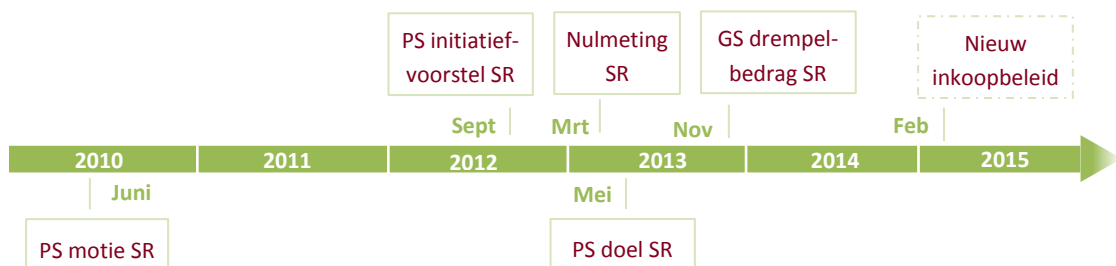 PS initiatief-
voorstel SR
Nulmeting
SR
GS drempel-
bedrag SR
Nieuw
inkoopbeleid
Sept
Mrt
Nov
Feb
2010
2011
2012
2013
2014
2015
Juni
Mei
PS motie SR
PS doel SR